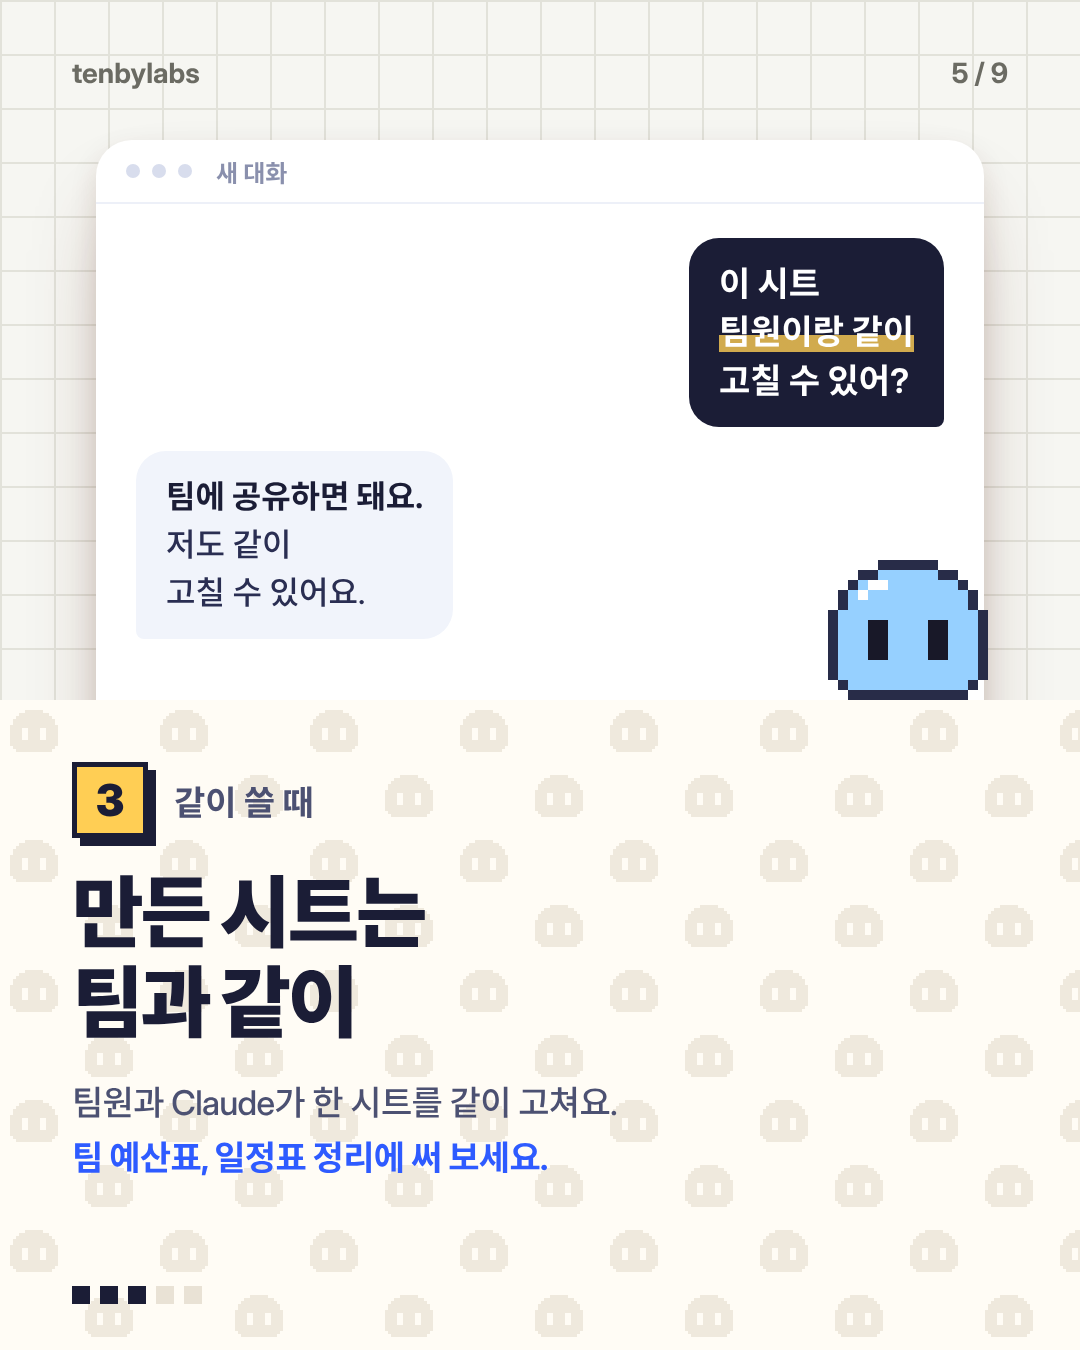 tenbylabs
5 / 9
새 대화
이 시트
팀원이랑 같이
고칠 수 있어?
팀에 공유하면 돼요.
저도 같이
고칠 수 있어요.
3
같이 쓸 때
만든 시트는
팀과 같이
팀원과 Claude가 한 시트를 같이 고쳐요.
팀 예산표, 일정표 정리에 써 보세요.